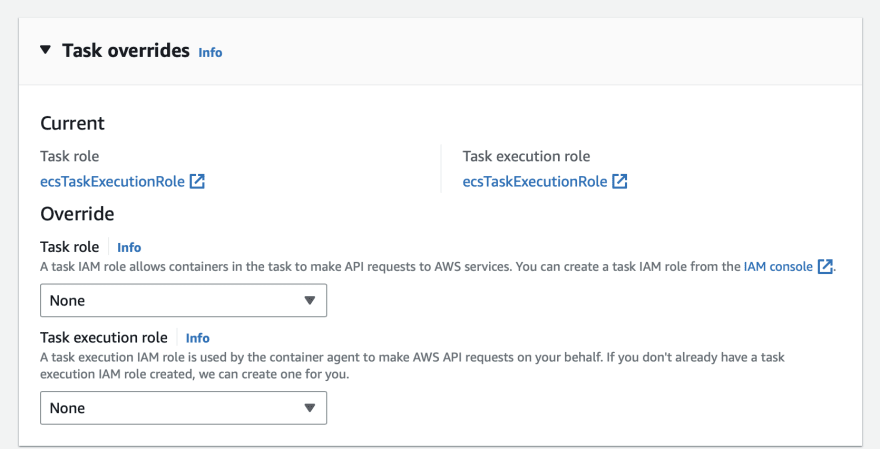 Task overrides Info
Current
Task role
ecsTaskExecutionRole
Task execution role
ecsTaskExecutionRole
Override
Task role Info
A task IAM role allows containers in the task to make API requests to AWS services. You can create a task IAM role from the IAM console.
None
Task execution role Info
A task execution IAM role is used by the container agent to make AWS API requests on your behalf. If you don't already have a task
execution IAM role created, we can create one for you.
None